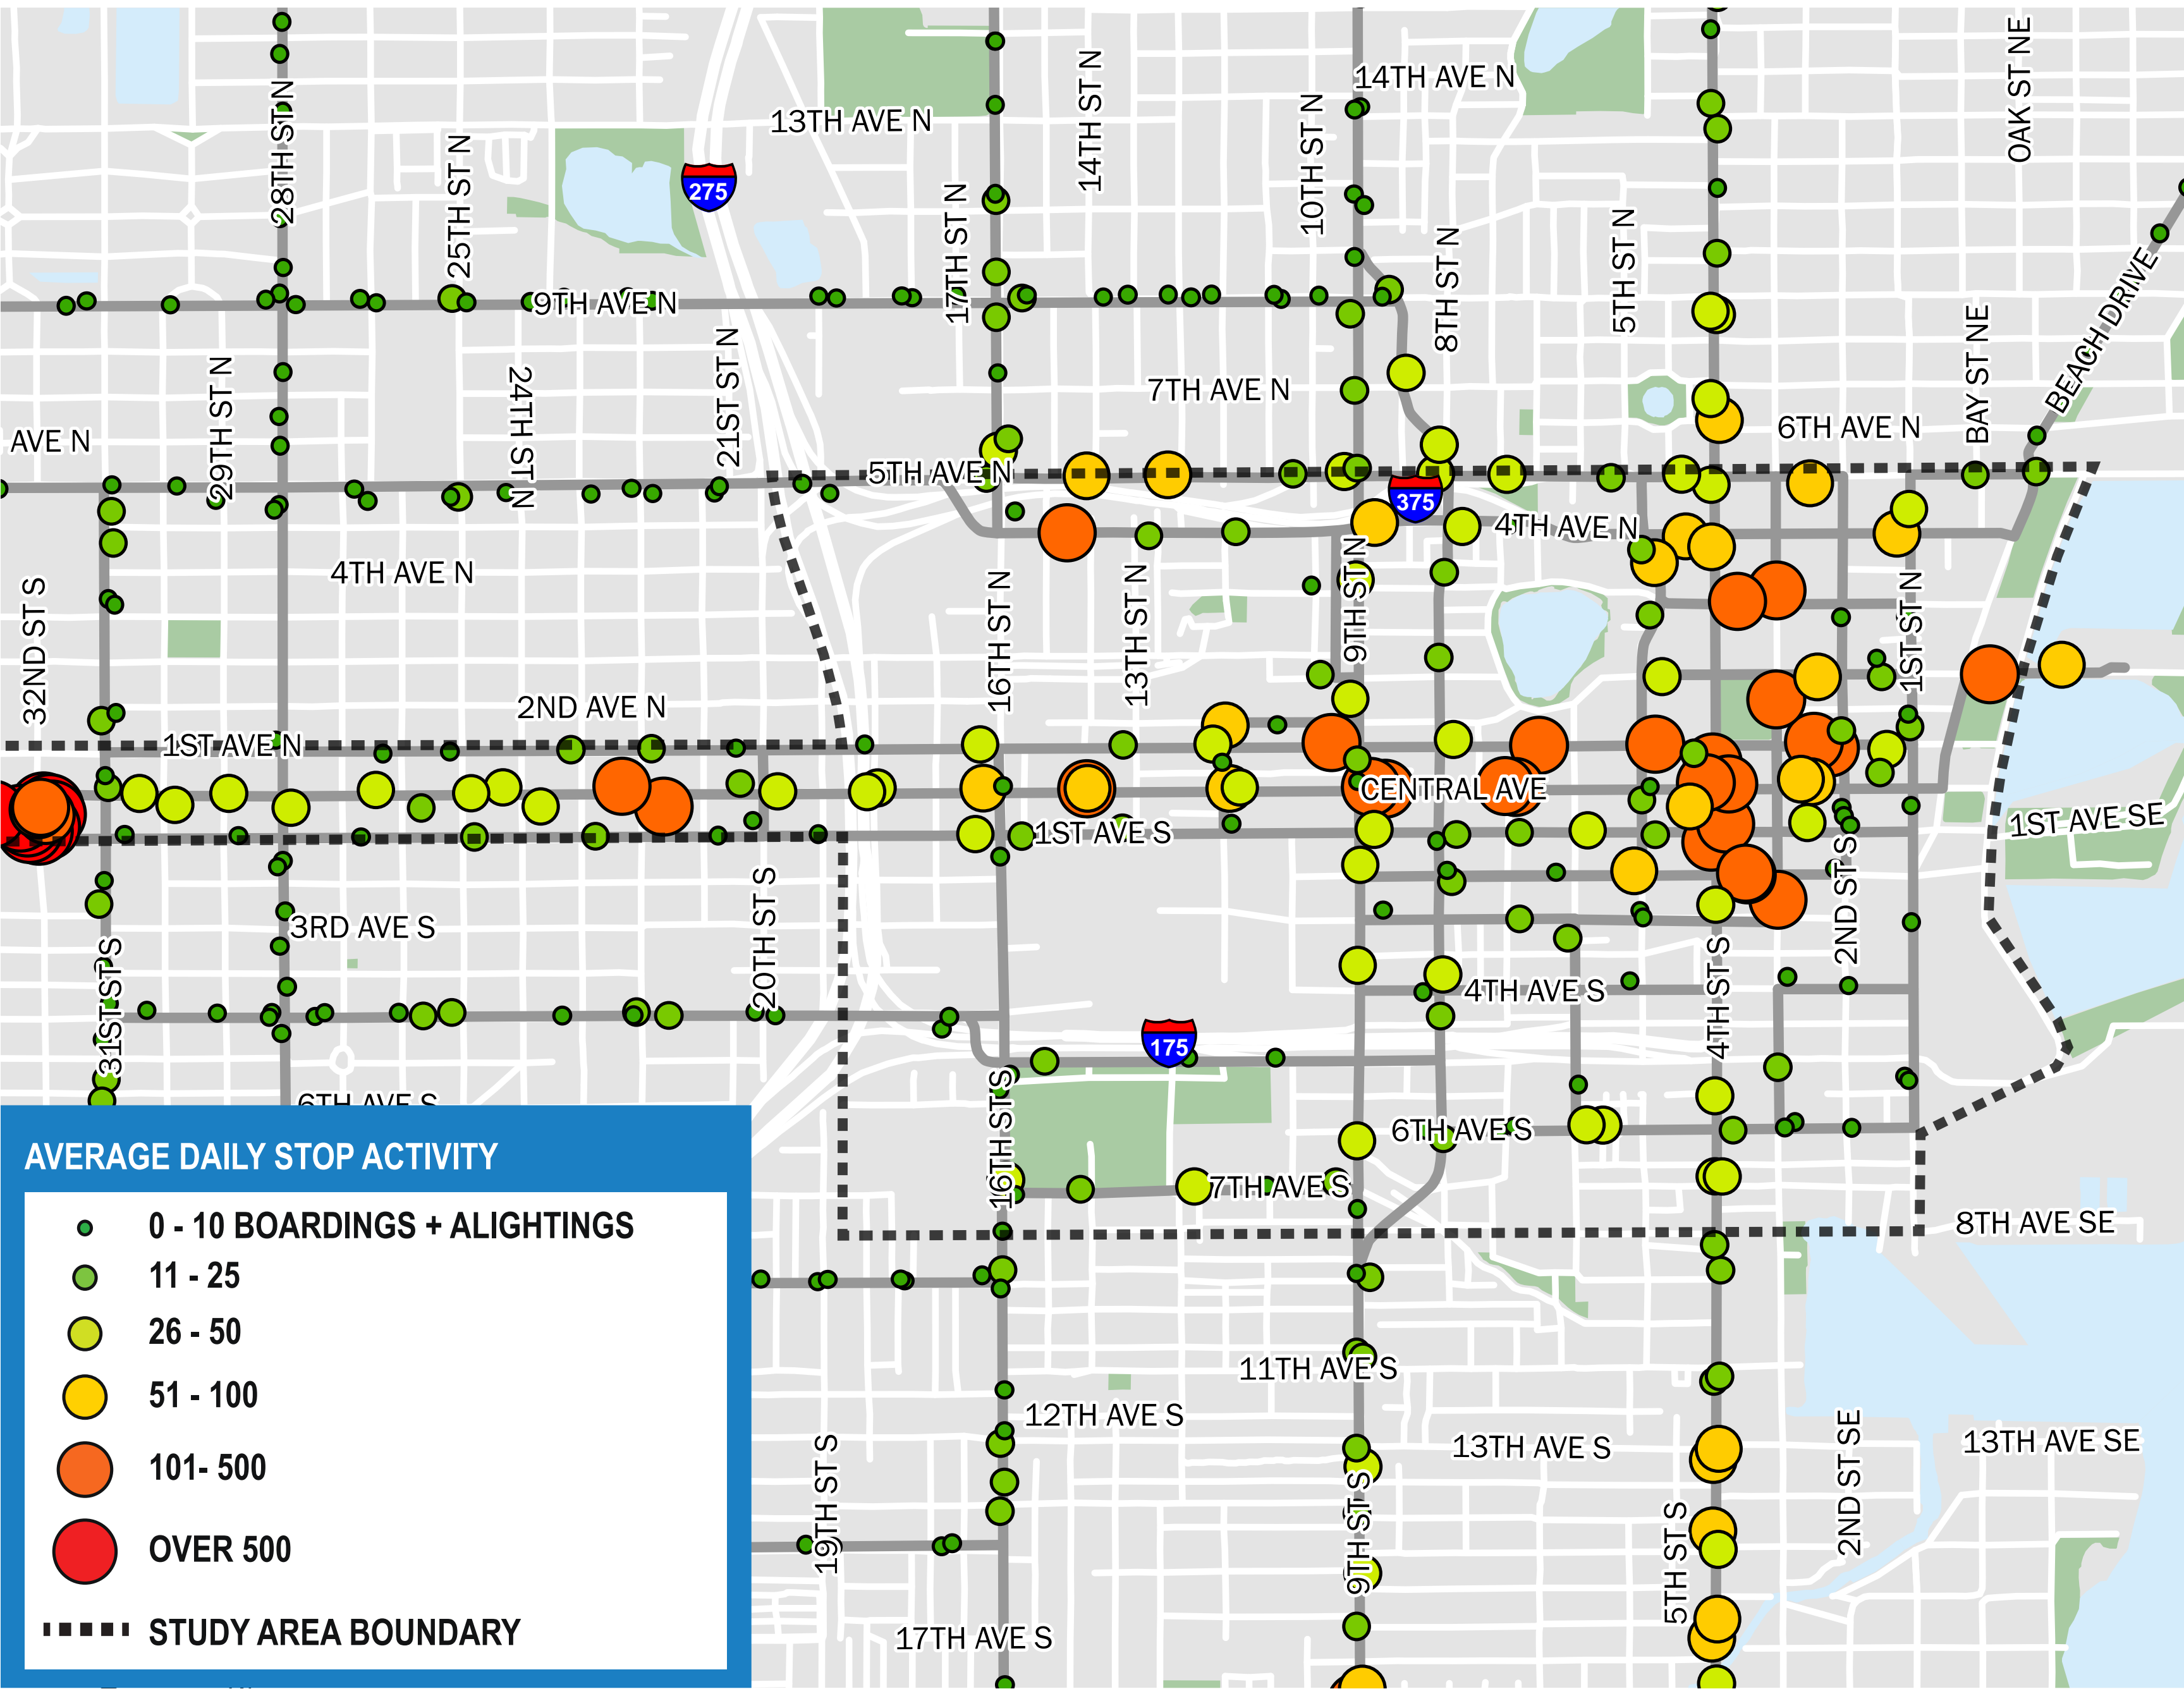 14TH AVE N
13TH AVE N
28TH ST N
25TH ST N
275
14TH ST N
10TH ST N
OAK ST NE
17TH ST N
8TH ST N
5TH ST N
BEACH DRIVE
9TH AVE N
29TH ST N
24TH ST N
21ST ST N
7TH AVE N
BAY ST NE
AVE N
6TH AVE N
5TH AVE N
375
4TH AVE N
4TH AVE N
32ND ST S
16TH ST N
13TH ST N
9TH ST N
1ST ST N
2ND AVE N
1ST AVE N
CENTRAL AVE
1ST AVE S
1ST AVE SE
3RD AVE S
20TH ST S
2ND ST S
31ST ST S
4TH AVE S
4TH ST S
175
6TH AVE S
6TH AVE S
16TH ST S
7TH AVE S
8TH AVE SE
AVERAGE DAILY STOP ACTIVITY
0 - 10 BOARDINGS + ALIGHTINGS
11 - 25
26 - 50
51 - 100
101- 500
OVER 500
STUDY AREA BOUNDARY
11TH AVE S
12TH AVE S
13TH AVE S
13TH AVE SE
19TH ST S
9TH ST S
5TH ST S
2ND ST SE
17TH AVE S